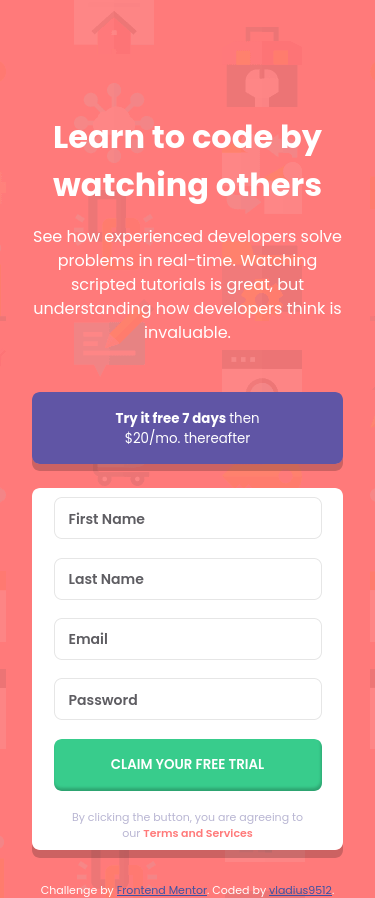 Learn to code by
watching others
See how experienced developers solve
problems in real-time. Watching
scripted tutorials is great, but
understanding how developers think is
invaluable.
Try it free 7 days then
$20/mo. thereafter
First Name
Last Name
Email
Password
CLAIM YOUR FREE TRIAL
By clicking the button, you are agreeing to
our Terms and Services
Challenge by Frontend Mentor. Coded by vladius9512.